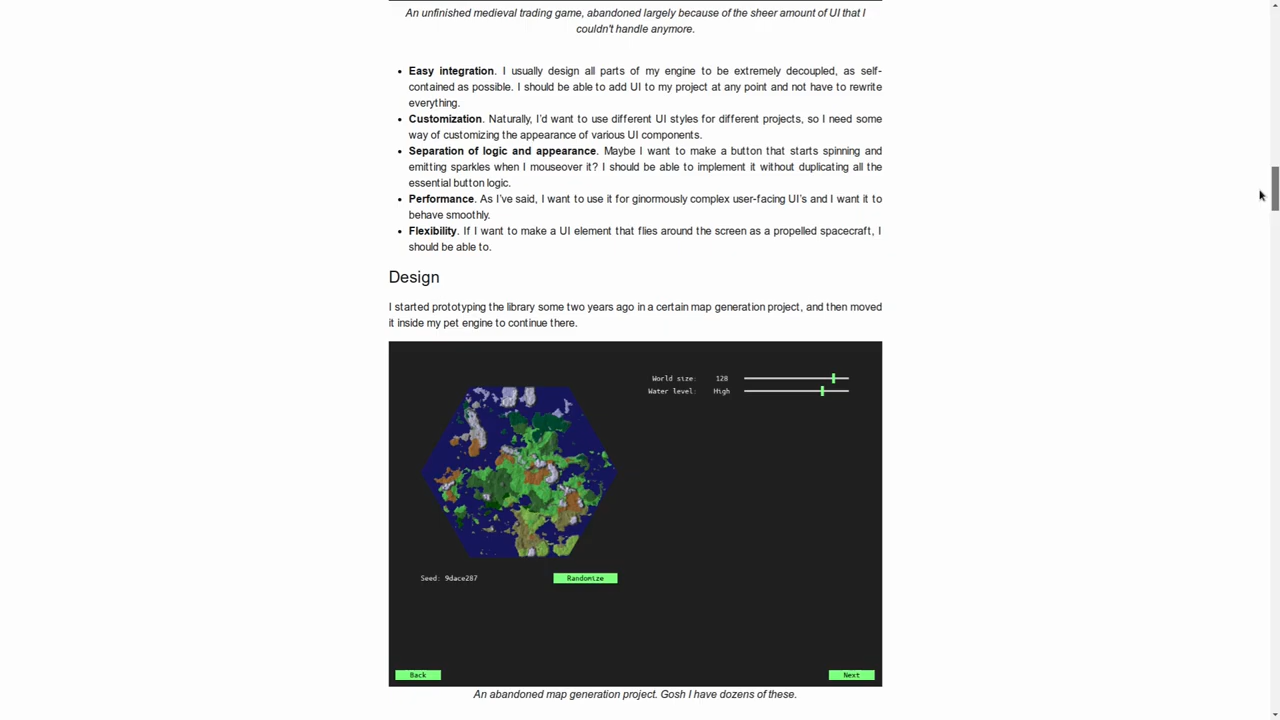 An unfinished medieval trading game, abandoned largely because of the sheer amount of UI that I
couldn't handle anymore.
• Easy integration. I usually design all parts of my engine to be extremely decoupled, as self-
contained as possible. I should be able to add UI to my project at any point and not have to rewrite
everything.
• Customization. Naturally, I'd want to use different UI styles for different projects, so I need some
way of customizing the appearance of various UI components.
• Separation of logic and appearance. Maybe I want to make a button that starts spinning and
emitting sparkles when I mouseover it? I should be able to implement it without duplicating all the
essential button logic.
• Performance. As I've said, I want to use it for ginormously complex user-facing UI's and I want it to
behave smoothly.
• Flexibility. If I want to make a UI element that flies around the screen as a propelled spacecraft, I
should be able to.
Design
I started prototyping the library some two years ago in a certain map generation project, and then moved
it inside my pet engine to continue there.
World size: 128
Water level: High
Seed: 9dace287
Randomize
Back
Next
An abandoned map generation project. Gosh I have dozens of these.